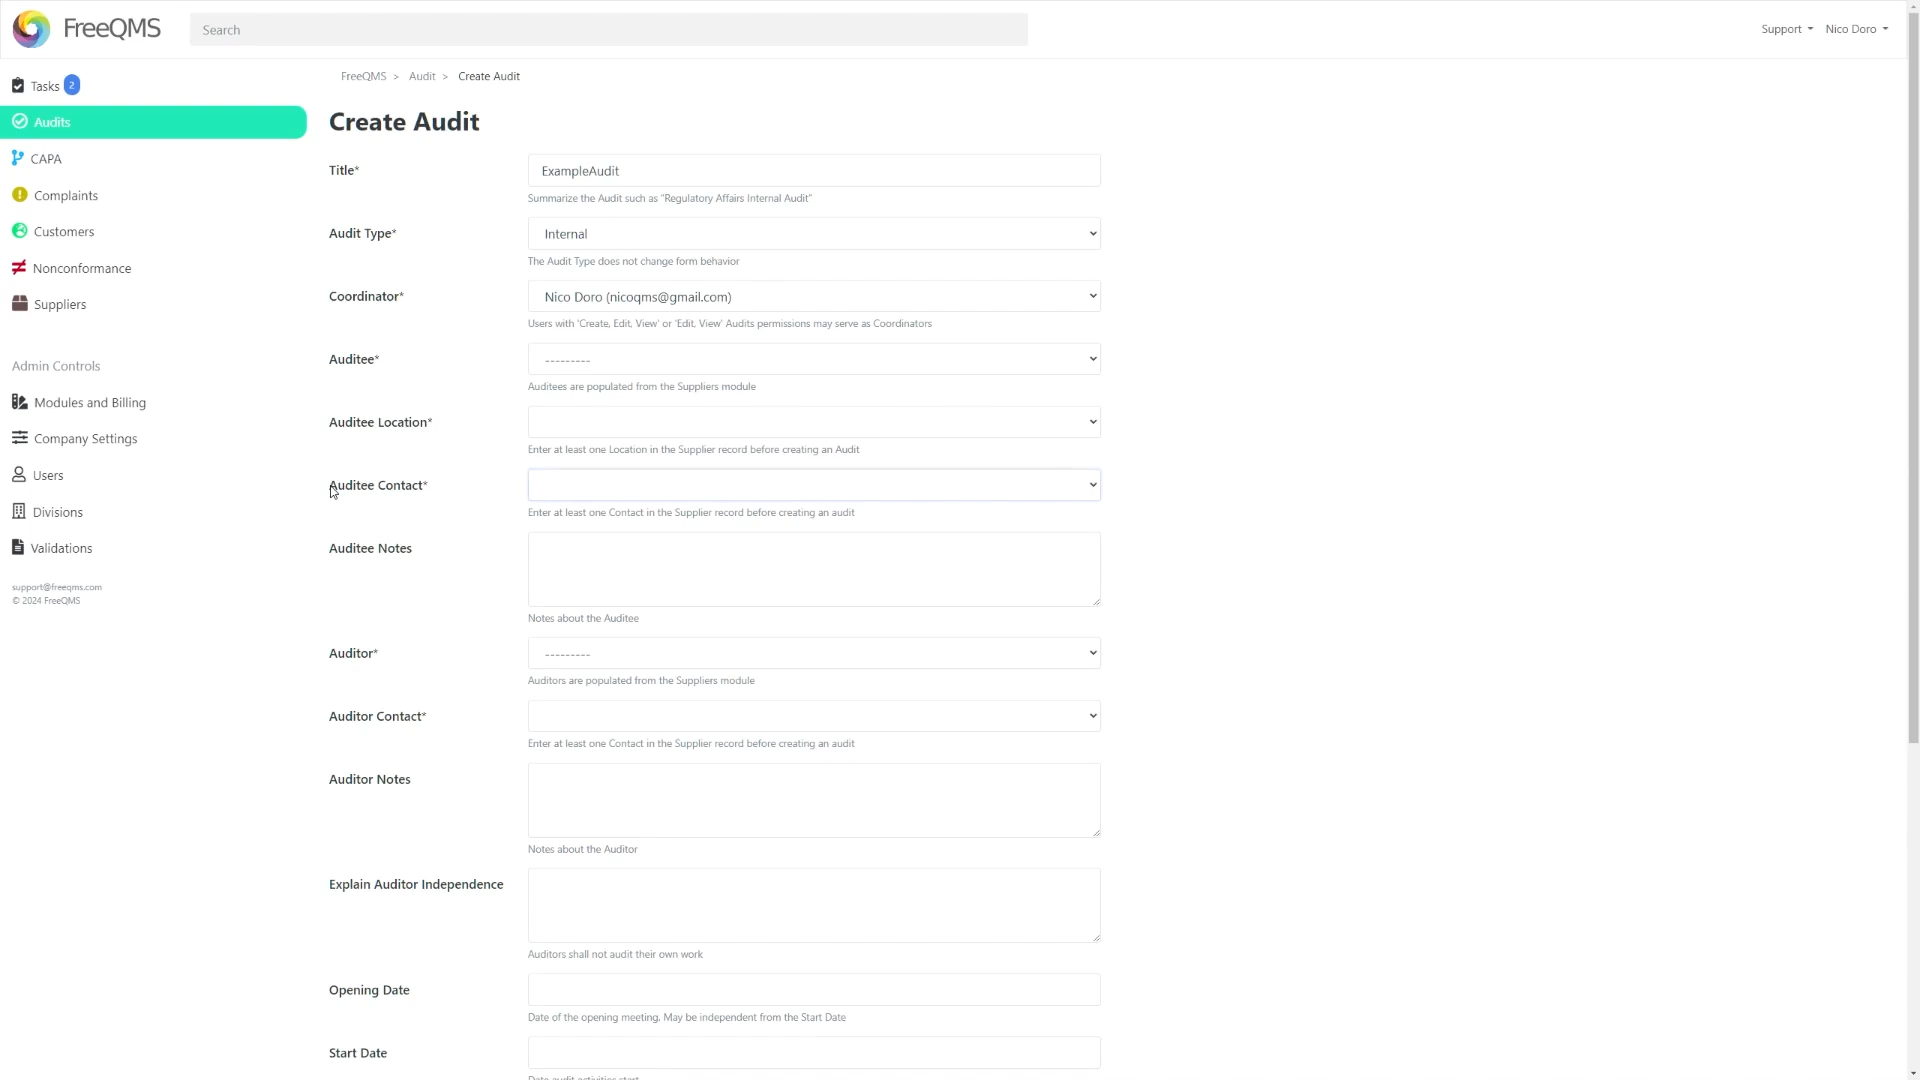 FreeQMS
Search
Support
Nico Doro
Tasks 2
Audits
CAPA
Complaints
Customers
Nonconformance
Suppliers
Admin Controls
Modules and Billing
Company Settings
Users
Divisions
Validations
support@freeqms.com
© 2024 FreeQMS
FreeQMS > Audit > Create Audit
Create Audit
Title*
ExampleAudit
Summarize the Audit such as "Regulatory Affairs Internal Audit"
Audit Type*
Internal
The Audit Type does not change form behavior
Coordinator*
Nico Doro (nicoqms@gmail.com)
Users with 'Create, Edit, View' or 'Edit, View' Audits permissions may serve as Coordinators
Auditee*
---------
Auditees are populated from the Suppliers module
Auditee Location*
Enter at least one Location in the Supplier record before creating an Audit
Auditee Contact*
Enter at least one Contact in the Supplier record before creating an audit
Auditee Notes
Notes about the Auditee
Auditor*
---------
Auditors are populated from the Suppliers module
Auditor Contact*
Enter at least one Contact in the Supplier record before creating an audit
Auditor Notes
Notes about the Auditor
Explain Auditor Independence
Auditors shall not audit their own work
Opening Date
Date of the opening meeting. May be independent from the Start Date
Start Date
Date audit activities start